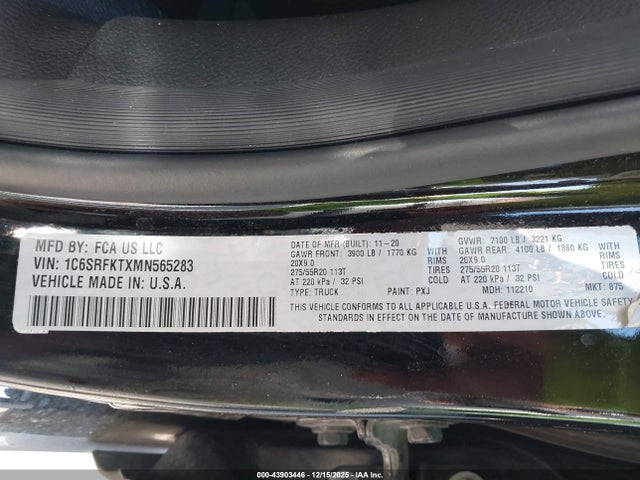 MFD BY: FCA US LLC
VIN: 1C6SRFKTXMN565283
VEHICLE MADE IN: U.S.A.
DATE OF MFR (BUILT): 11-20 GVWR: 7100 LB / 3221 KG
GAWR FRONT: 3900 LB / 1770 KG WITH GAWR REAR: 4100 LB / 1860 KG WITH
20X9.0 RIMS 20X9.0 RIMS
275/55R20 113T TIRES 275/55R20 113T TIRES
AT 220 kPa / 32 PSI COLD AT 220 kPa / 32 PSI COLD
TYPE: TRUCK PAINT: PXJ MDH: 112210 MKT: 875
THIS VEHICLE CONFORMS TO ALL APPLICABLE U.S.A. FEDERAL MOTOR VEHICLE SAFETY
STANDARDS IN EFFECT ON THE DATE OF MANUFACTURE SHOWN ABOVE.
000-43903446 - 12/15/2025 - IAA Inc.